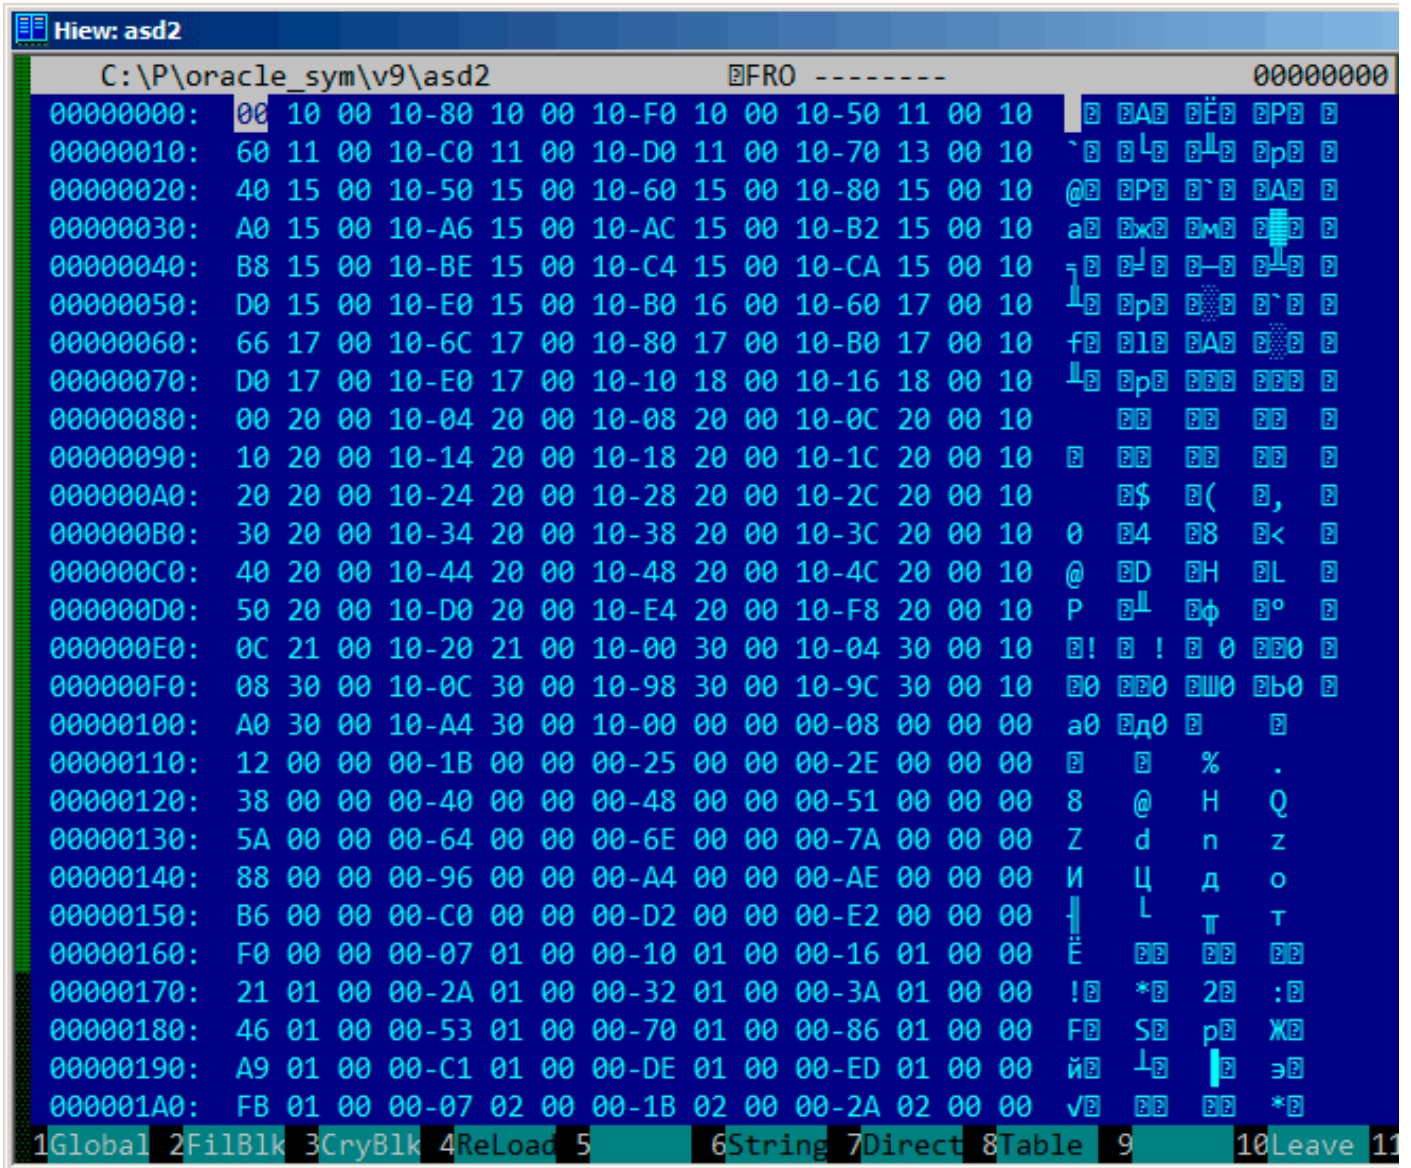 Hiew: asd2
C:\P\oracle_sym\v9\asd2 FRO -------- 00000000
00000000: 00 10 00 10-80 10 00 10-F0 10 00 10-50 11 00 10 АЁP
00000010: 60 11 00 10-C0 11 00 10-D0 11 00 10-70 13 00 10 ` └ ╨ p
00000020: 40 15 00 10-50 15 00 10-60 15 00 10-80 15 00 10 @ P ` А
00000030: A0 15 00 10-A6 15 00 10-AC 15 00 10-B2 15 00 10 а ж м ▓
00000040: B8 15 00 10-BE 15 00 10-C4 15 00 10-CA 15 00 10 ╕ ╛ ─ ╩
00000050: D0 15 00 10-E0 15 00 10-B0 16 00 10-60 17 00 10 ╨ р ░ `
00000060: 66 17 00 10-6C 17 00 10-80 17 00 10-B0 17 00 10 f l А ░
00000070: D0 17 00 10-E0 17 00 10-10 18 00 10-16 18 00 10 ╨ р
00000080: 00 20 00 10-04 20 00 10-08 20 00 10-0C 20 00 10
00000090: 10 20 00 10-14 20 00 10-18 20 00 10-1C 20 00 10
000000A0: 20 20 00 10-24 20 00 10-28 20 00 10-2C 20 00 10 $ ( ,
000000B0: 30 20 00 10-34 20 00 10-38 20 00 10-3C 20 00 10 0 4 8 <
000000C0: 40 20 00 10-44 20 00 10-48 20 00 10-4C 20 00 10 @ D H L
000000D0: 50 20 00 10-D0 20 00 10-E4 20 00 10-F8 20 00 10 P ╨ ф °
000000E0: 0C 21 00 10-20 21 00 10-00 30 00 10-04 30 00 10 ! ! 0 0
000000F0: 08 30 00 10-0C 30 00 10-98 30 00 10-9C 30 00 10 0 0 Ш0 Ь0
00000100: A0 30 00 10-A4 30 00 10-00 00 00 00-08 00 00 00 а0 д0
00000110: 12 00 00 00-1B 00 00 00-25 00 00 00-2E 00 00 00 % .
00000120: 38 00 00 00-40 00 00 00-48 00 00 00-51 00 00 00 8 @ H Q
00000130: 5A 00 00 00-64 00 00 00-6E 00 00 00-7A 00 00 00 Z d n z
00000140: 88 00 00 00-96 00 00 00-A4 00 00 00-AE 00 00 00 И Ц д о
00000150: B6 00 00 00-C0 00 00 00-D2 00 00 00-E2 00 00 00 ╢ └ ╥ т
00000160: F0 00 00 00-07 01 00 00-10 01 00 00-16 01 00 00 Ё
00000170: 21 01 00 00-2A 01 00 00-32 01 00 00-3A 01 00 00 ! * 2 :
00000180: 46 01 00 00-53 01 00 00-70 01 00 00-86 01 00 00 F S p Ж
00000190: A9 01 00 00-C1 01 00 00-DE 01 00 00-ED 01 00 00 й ┴ ▐ э
000001A0: FB 01 00 00-07 02 00 00-1B 02 00 00-2A 02 00 00 √ *
1Global 2FilBlk 3CryBlk 4ReLoad 5 6String 7Direct 8Table 9 10Leave 11